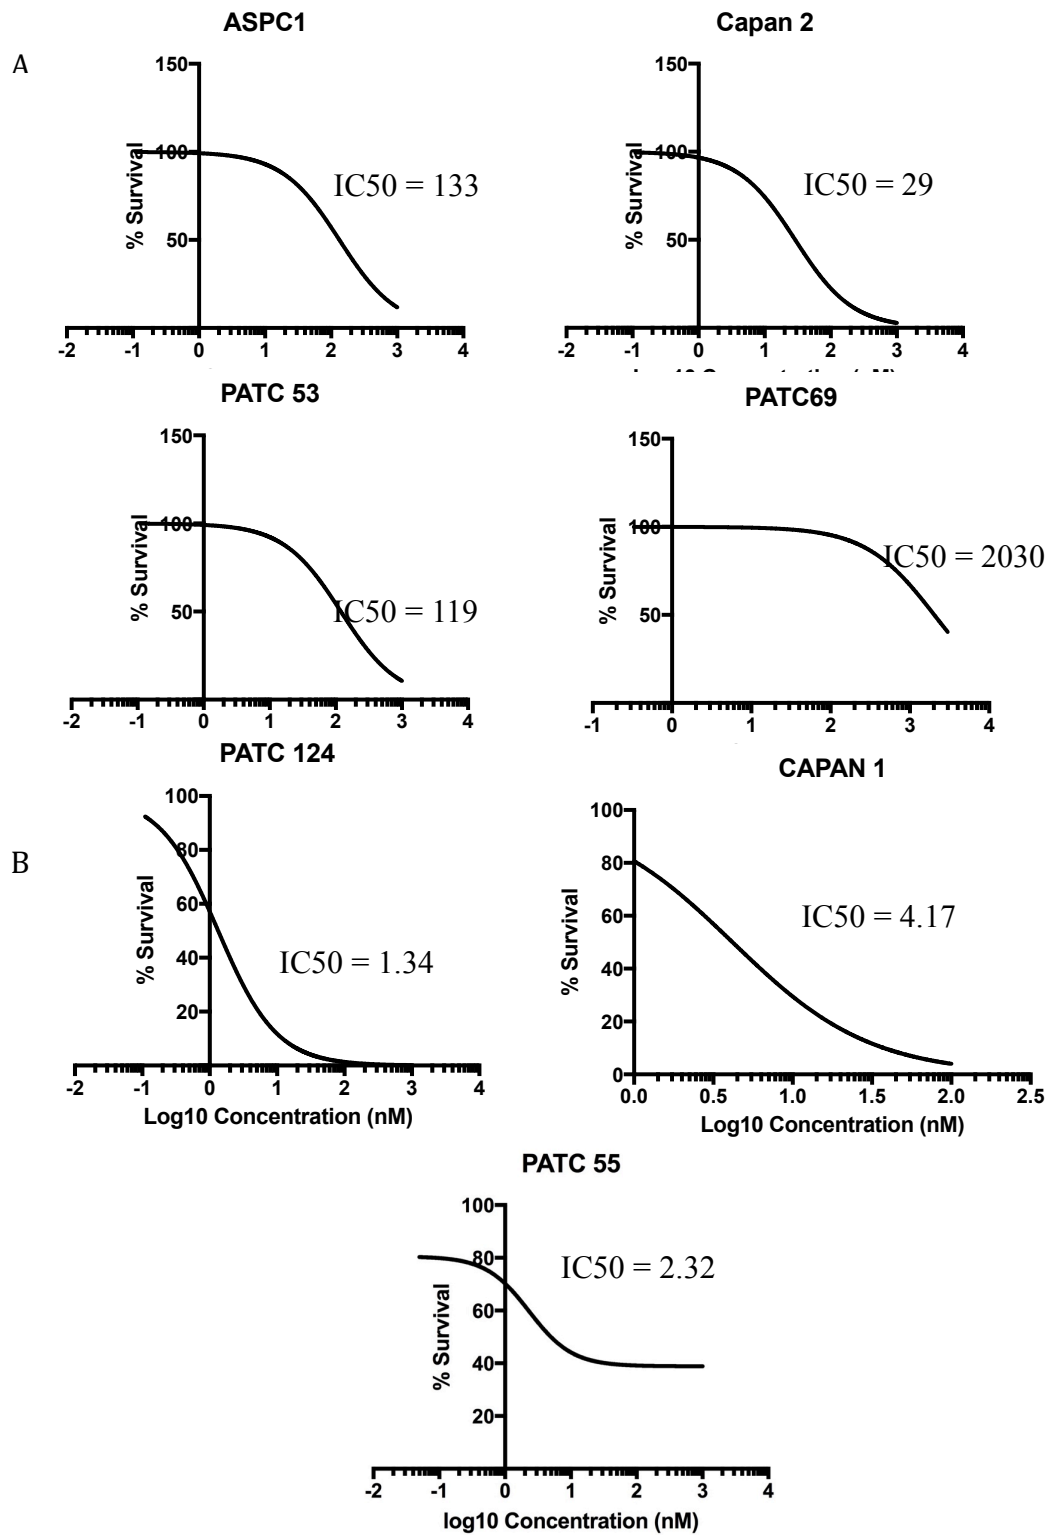 A
ASPC1
150
100
50
% Survival
IC50 = 133
-2 -1 0 1 2 3 4
Capan 2
150
100
50
% Survival
IC50 = 29
-2 -1 0 1 2 3 4
PATC 53
150
100
50
% Survival
IC50 = 119
-2 -1 0 1 2 3 4
PATC69
150
100
50
% Survival
IC50 = 2030
-1 0 1 2 3 4
B
PATC 124
100
80
60
40
20
% Survival
IC50 = 1.34
-2 -1 0 1 2 3 4
Log10 Concentration (nM)
CAPAN 1
100
80
60
40
20
0
% Survival
IC50 = 4.17
0.0 0.5 1.0 1.5 2.0 2.5
Log10 Concentration (nM)
PATC 55
100
80
60
40
20
% Survival
IC50 = 2.32
-2 -1 0 1 2 3 4
log10 Concentration (nM)